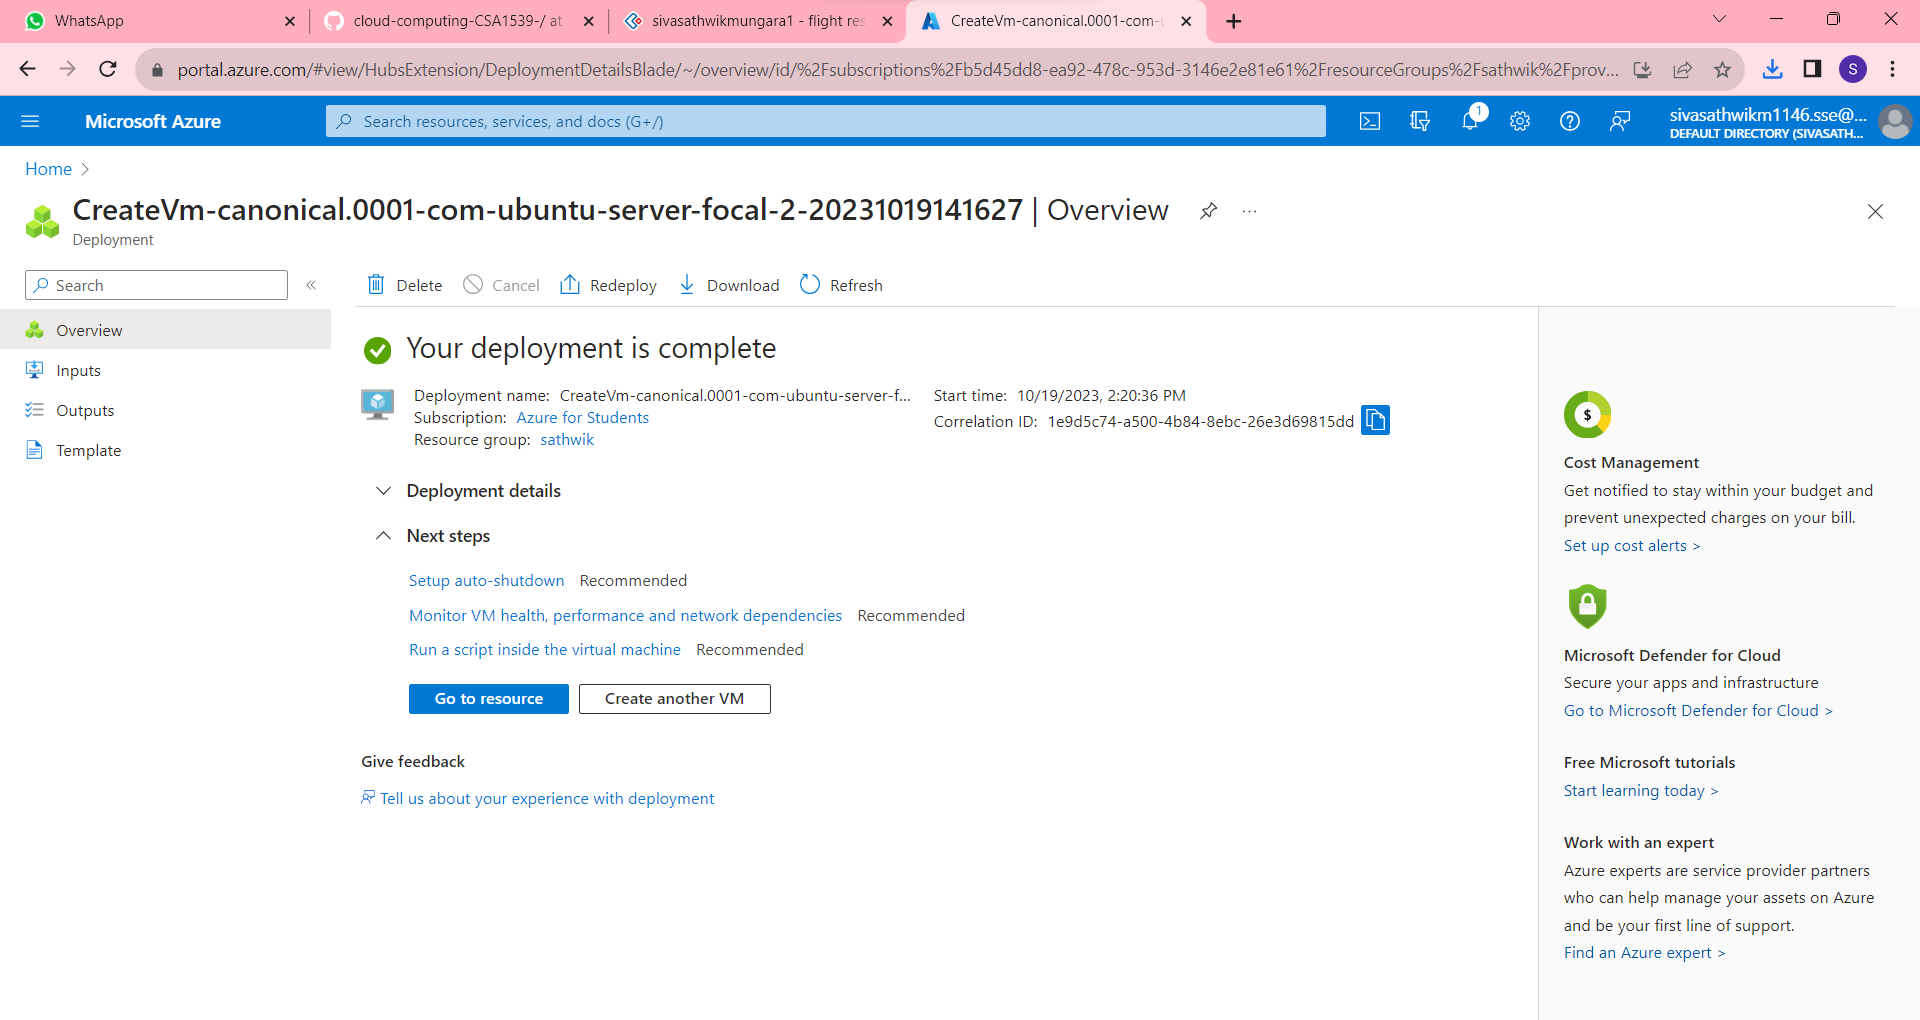 WhatsApp
cloud-computing-CSA1539-/ at
sivasathwikmungara1 - flight res
CreateVm-canonical.0001-com-u
portal.azure.com/#view/HubsExtension/DeploymentDetailsBlade/~/overview/id/%2Fsubscriptions%2Fb5d45dd8-ea92-478c-953d-3146e2e81e61%2FresourceGroups%2Fsathwik%2Fprov...
S
Microsoft Azure
Search resources, services, and docs (G+/)
1
sivasathwikm1146.sse@...
DEFAULT DIRECTORY (SIVASATH...
Home
CreateVm-canonical.0001-com-ubuntu-server-focal-2-20231019141627 | Overview
...
Deployment
Search
«
Delete
Cancel
Redeploy
Download
Refresh
Overview
Inputs
Outputs
Template
Your deployment is complete
Deployment name: CreateVm-canonical.0001-com-ubuntu-server-f...
Subscription: Azure for Students
Resource group: sathwik
Start time: 10/19/2023, 2:20:36 PM
Correlation ID: 1e9d5c74-a500-4b84-8ebc-26e3d69815dd
Deployment details
Next steps
Setup auto-shutdown Recommended
Monitor VM health, performance and network dependencies Recommended
Run a script inside the virtual machine Recommended
Go to resource
Create another VM
Give feedback
Tell us about your experience with deployment
$
Cost Management
Get notified to stay within your budget and
prevent unexpected charges on your bill.
Set up cost alerts >
Microsoft Defender for Cloud
Secure your apps and infrastructure
Go to Microsoft Defender for Cloud >
Free Microsoft tutorials
Start learning today >
Work with an expert
Azure experts are service provider partners
who can help manage your assets on Azure
and be your first line of support.
Find an Azure expert >